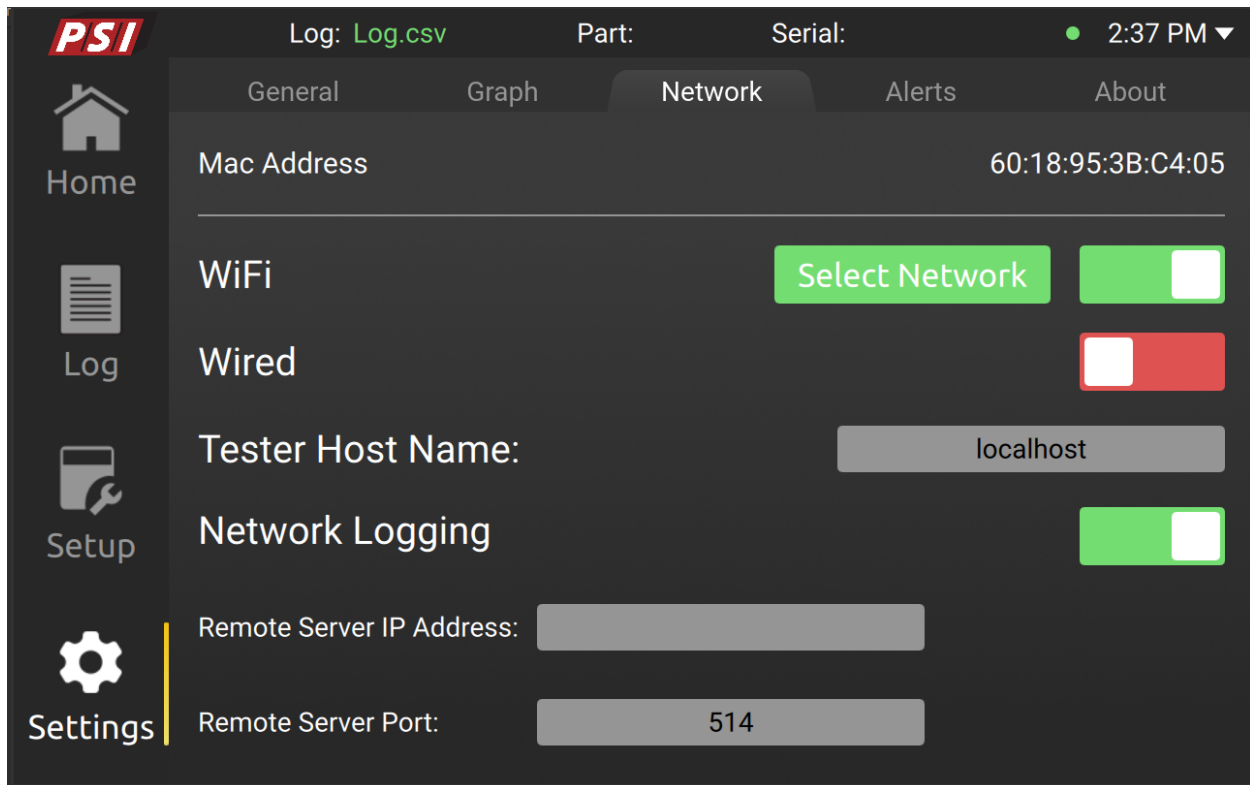 PSI
Log: Log.csv Part: Serial: 2:37 PM
General Graph Network Alerts About
Home
Log
Setup
Settings
Mac Address 60:18:95:3B:C4:05
WiFi Select Network
Wired
Tester Host Name: localhost
Network Logging
Remote Server IP Address:
Remote Server Port: 514